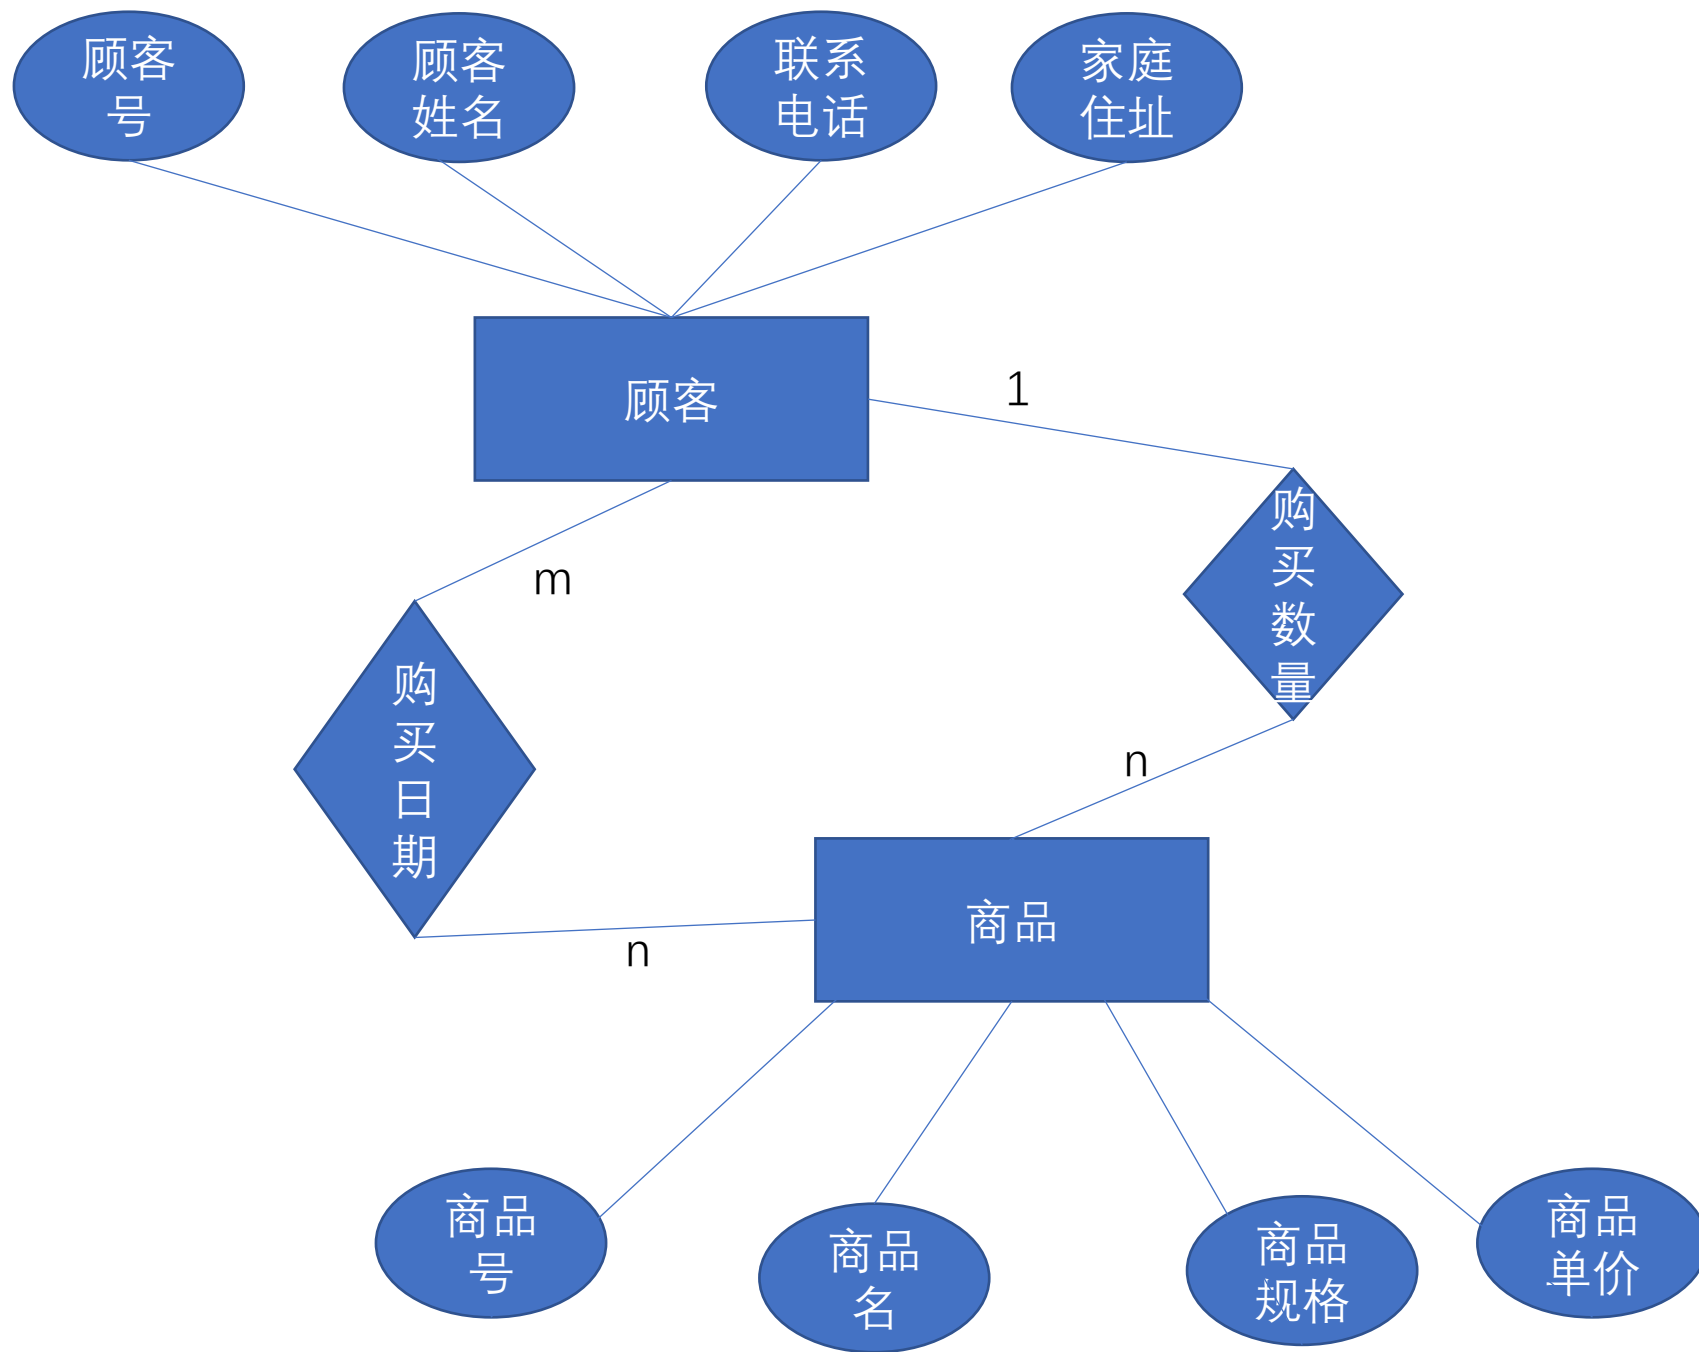 顾客
号
顾客
姓名
联系
电话
家庭
住址
顾客
1
购
买
数
量
m
购
买
日
期
n
商品
n
商品
号
商品
名
商品
规格
商品
单价